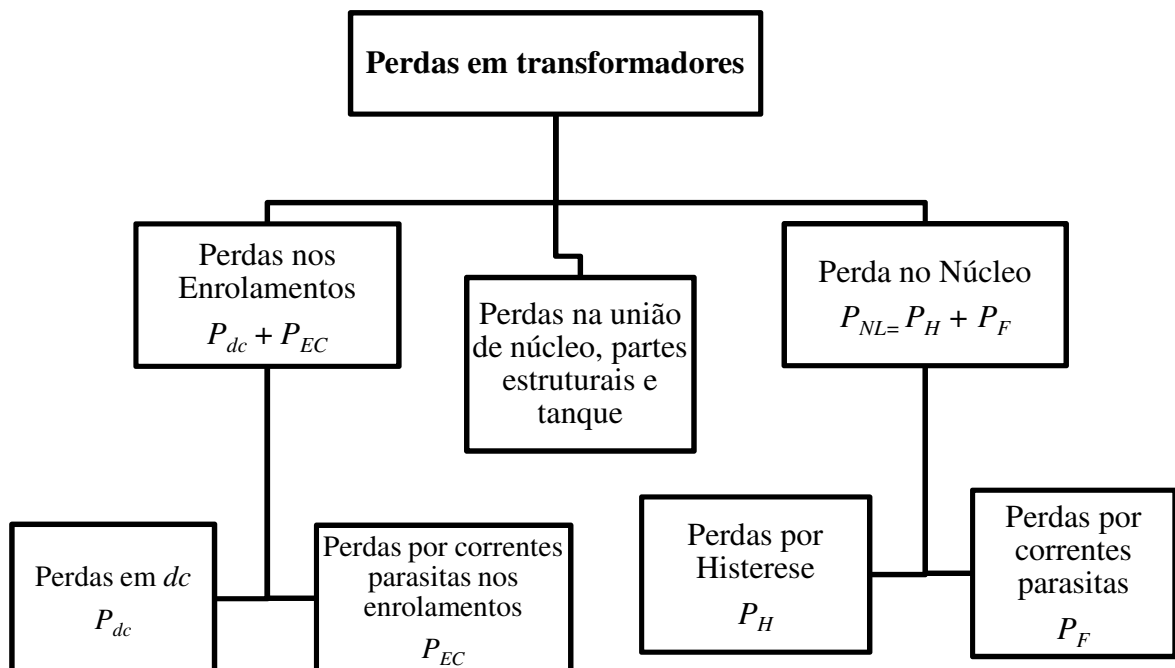 Perdas em transformadores
Perdas nos
Enrolamentos
P_dc + P_EC
Perdas na união
de núcleo, partes
estruturais e
tanque
Perda no Núcleo
P_NL= P_H + P_F
Perdas em dc
P_dc
Perdas por correntes
parasitas nos
enrolamentos
P_EC
Perdas por
Histerese
P_H
Perdas por
correntes
parasitas
P_F